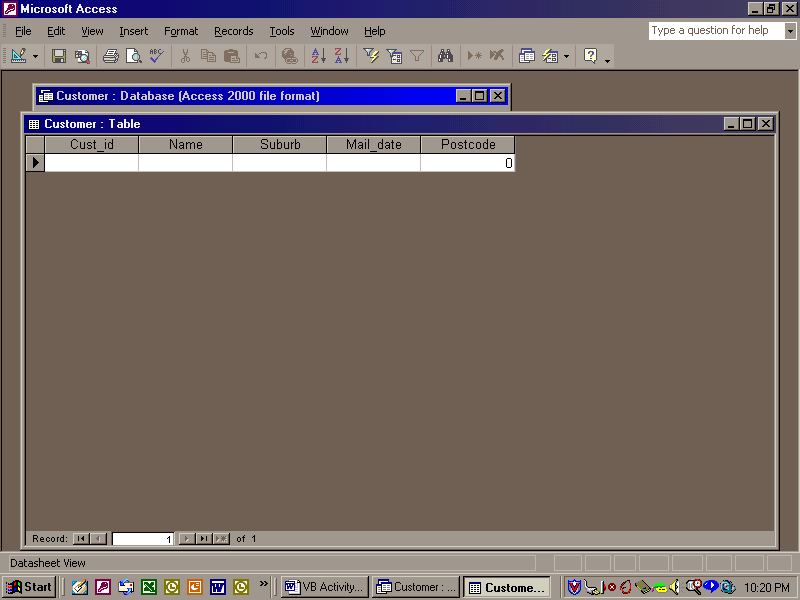 Microsoft Access
File Edit View Insert Format Records Tools Window Help
Type a question for help
Customer : Database (Access 2000 file format)
Customer : Table
Cust_id Name Suburb Mail_date Postcode
0
Record: 1 of 1
Datasheet View
Start VB Activity... Customer : ... Custome... 10:20 PM